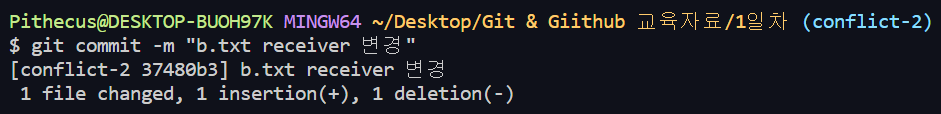 Pithecus@DESKTOP-BUOH97K MINGW64 ~/Desktop/Git & Giithub 교육자료/1일차 (conflict-2)
$ git commit -m "b.txt receiver 변경"
[conflict-2 37480b3] b.txt receiver 변경
 1 file changed, 1 insertion(+), 1 deletion(-)